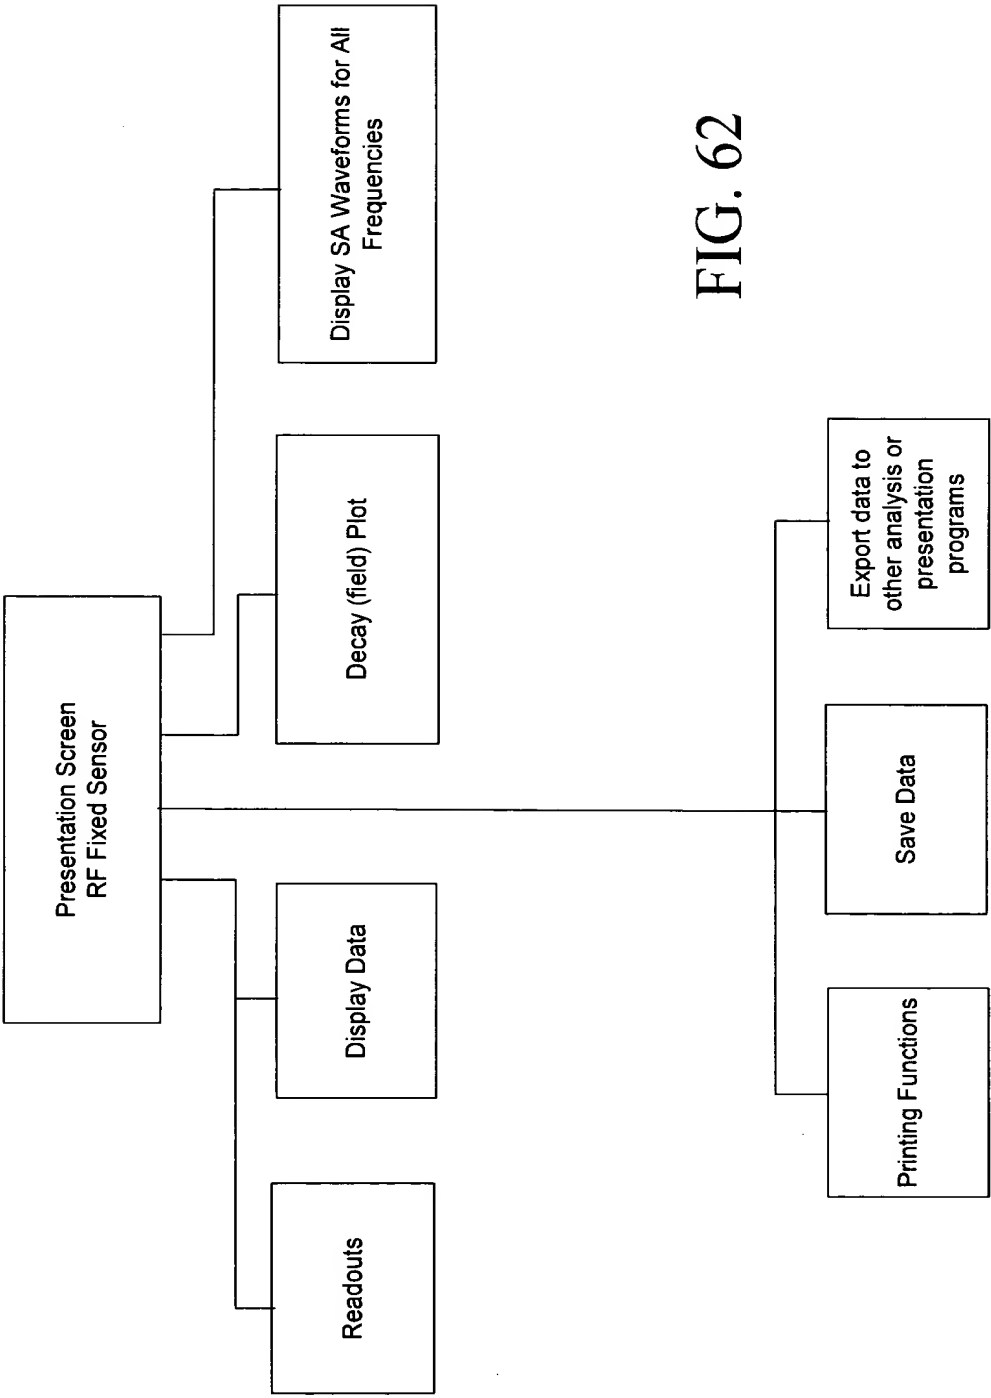 Presentation Screen
RF Fixed Sensor
Readouts
Display Data
Decay (field) Plot
Display SA Waveforms for All
Frequencies
Printing Functions
Save Data
Export data to
other analysis or
presentation
programs
FIG. 62